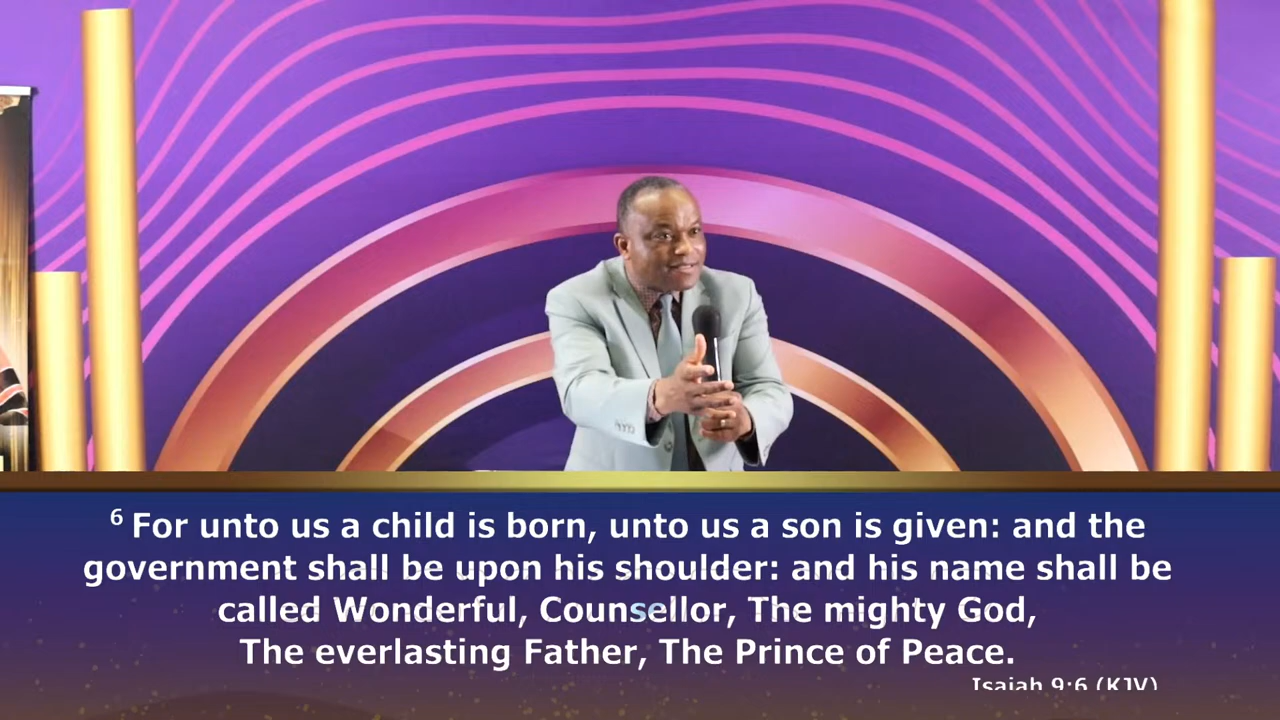 6 For unto us a child is born, unto us a son is given: and the
government shall be upon his shoulder: and his name shall be
called Wonderful, Counsellor, The mighty God,
The everlasting Father, The Prince of Peace.
Isaiah 9:6 (KJV)